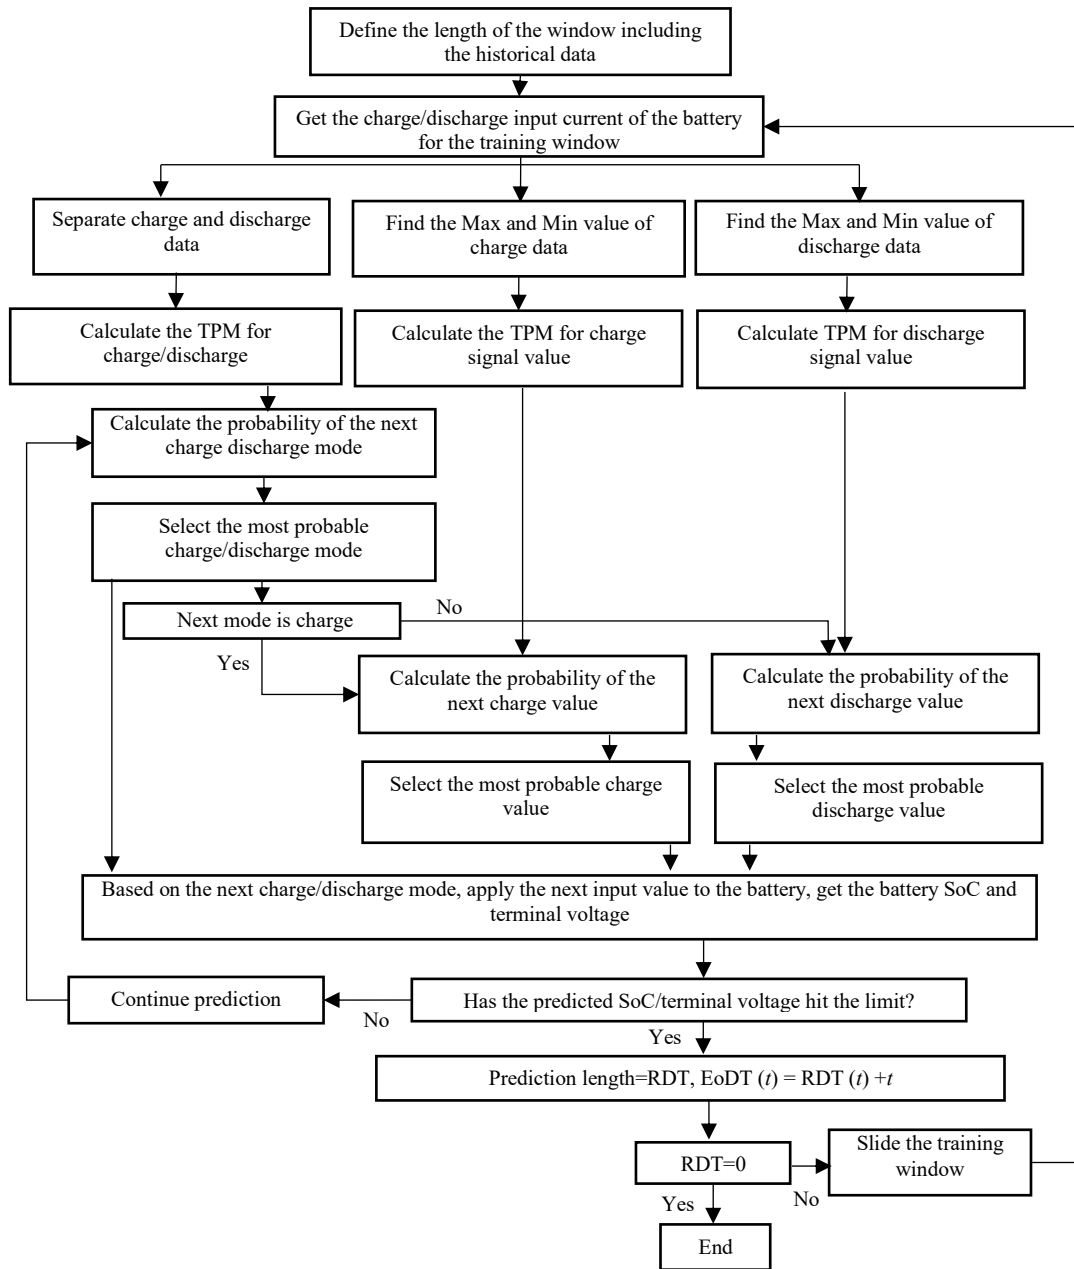 Define the length of the window including
the historical data
Get the charge/discharge input current of the battery
for the training window
Separate charge and discharge
data
Find the Max and Min value of
charge data
Find the Max and Min value of
discharge data
Calculate the TPM for
charge/discharge
Calculate the TPM for charge
signal value
Calculate TPM for discharge
signal value
Calculate the probability of the next
charge discharge mode
Select the most probable
charge/discharge mode
Next mode is charge
No
Yes
Calculate the probability of the
next charge value
Calculate the probability of the
next discharge value
Select the most probable charge
value
Select the most probable
discharge value
Based on the next charge/discharge mode, apply the next input value to the battery, get the battery SoC and
terminal voltage
Continue prediction
No
Has the predicted SoC/terminal voltage hit the limit?
Yes
Prediction length=RDT, EoDT (t) = RDT (t) +t
RDT=0
No
Slide the training
window
Yes
End